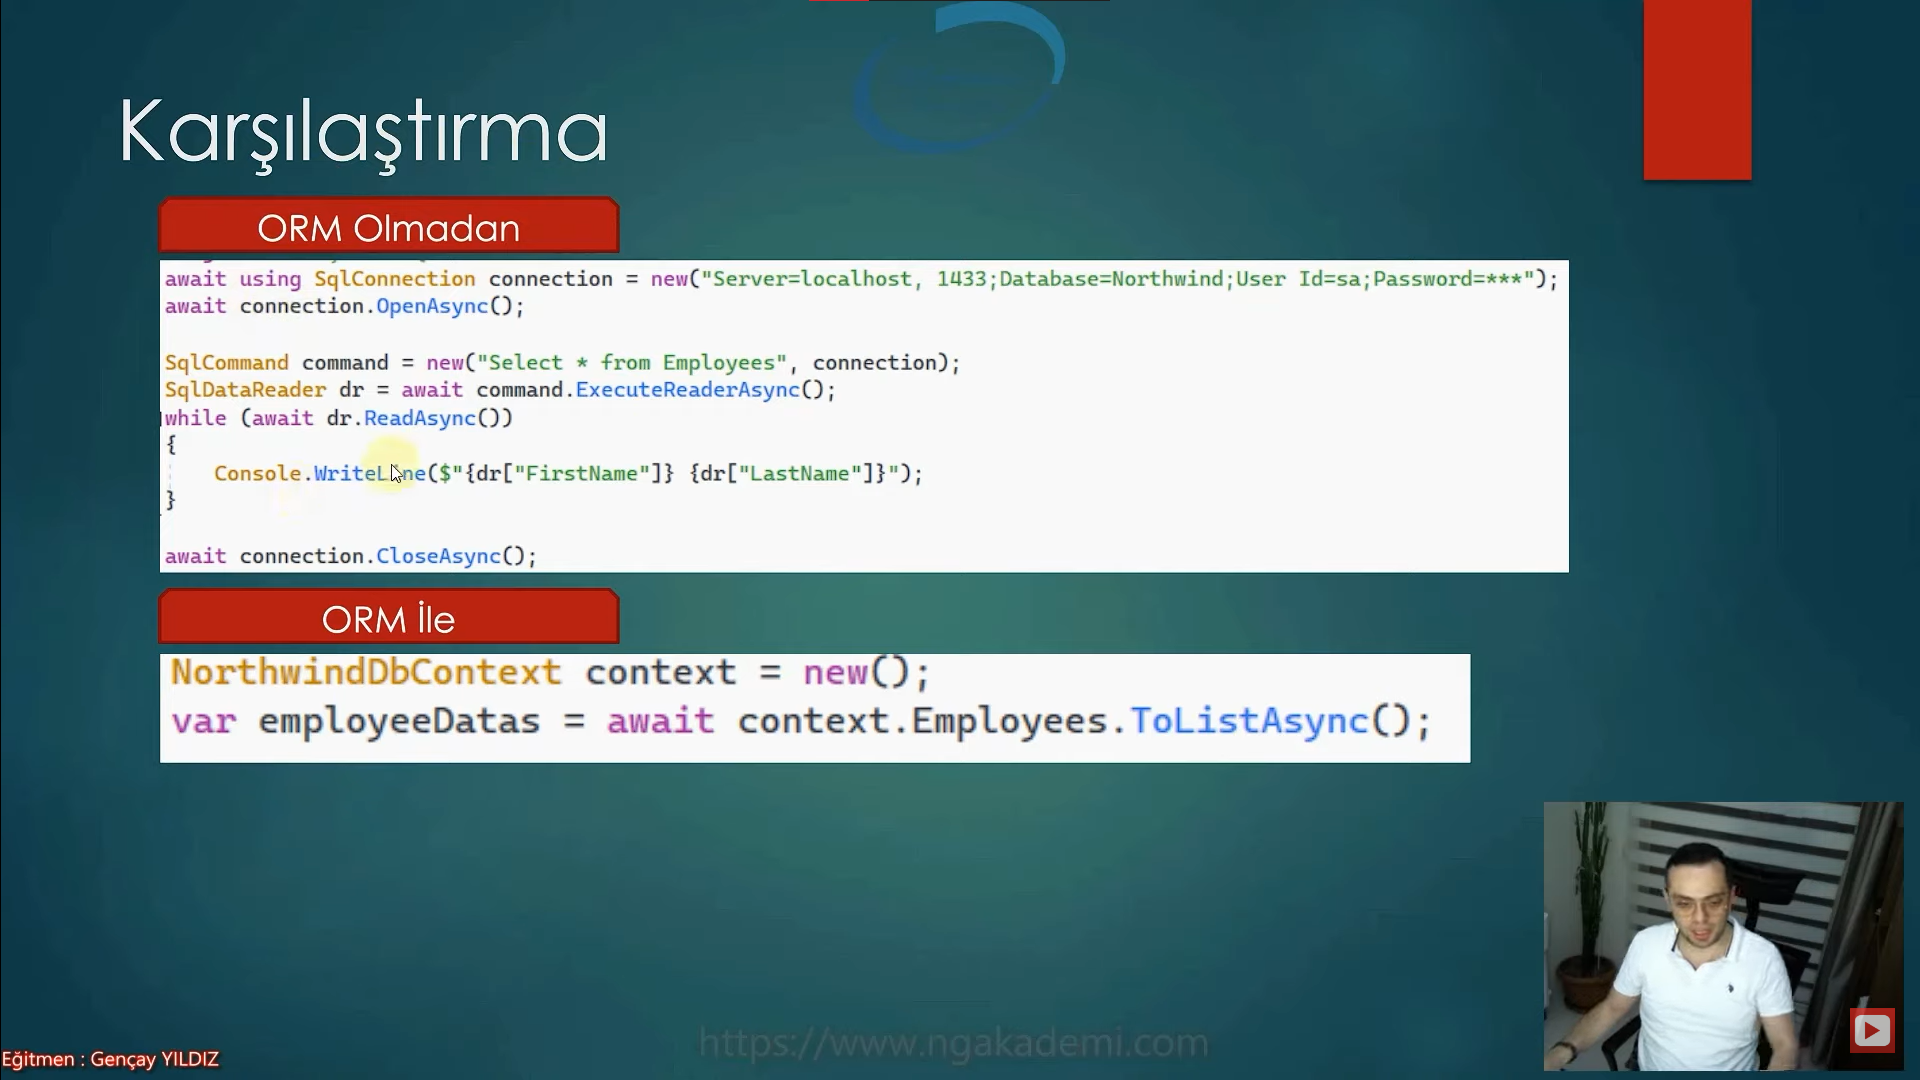 Karşılaştırma
ORM Olmadan
await using SqlConnection connection = new("Server=localhost, 1433;Database=Northwind;User Id=sa;Password=***");
await connection.OpenAsync();
SqlCommand command = new("Select * from Employees", connection);
SqlDataReader dr = await command.ExecuteReaderAsync();
while (await dr.ReadAsync())
{
Console.WriteLine($"{dr["FirstName"]} {dr["LastName"]}");
}
await connection.CloseAsync();
ORM İle
NorthwindDbContext context = new();
var employeeDatas = await context.Employees.ToListAsync();
https://www.ngakademi.com
Eğitmen : Gençay YILDIZ